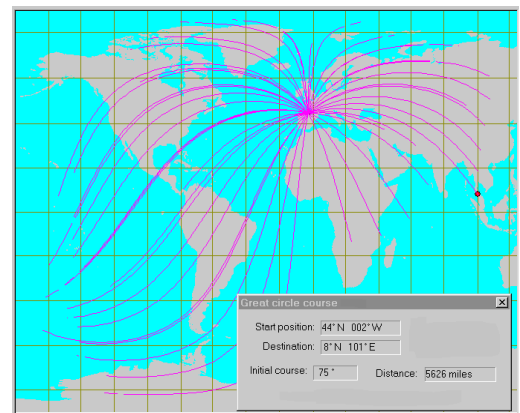 Great circle course
Start position: 44° N 002° W
Destination: 8° N 101° E
Initial course: 75 ° Distance: 5626 miles